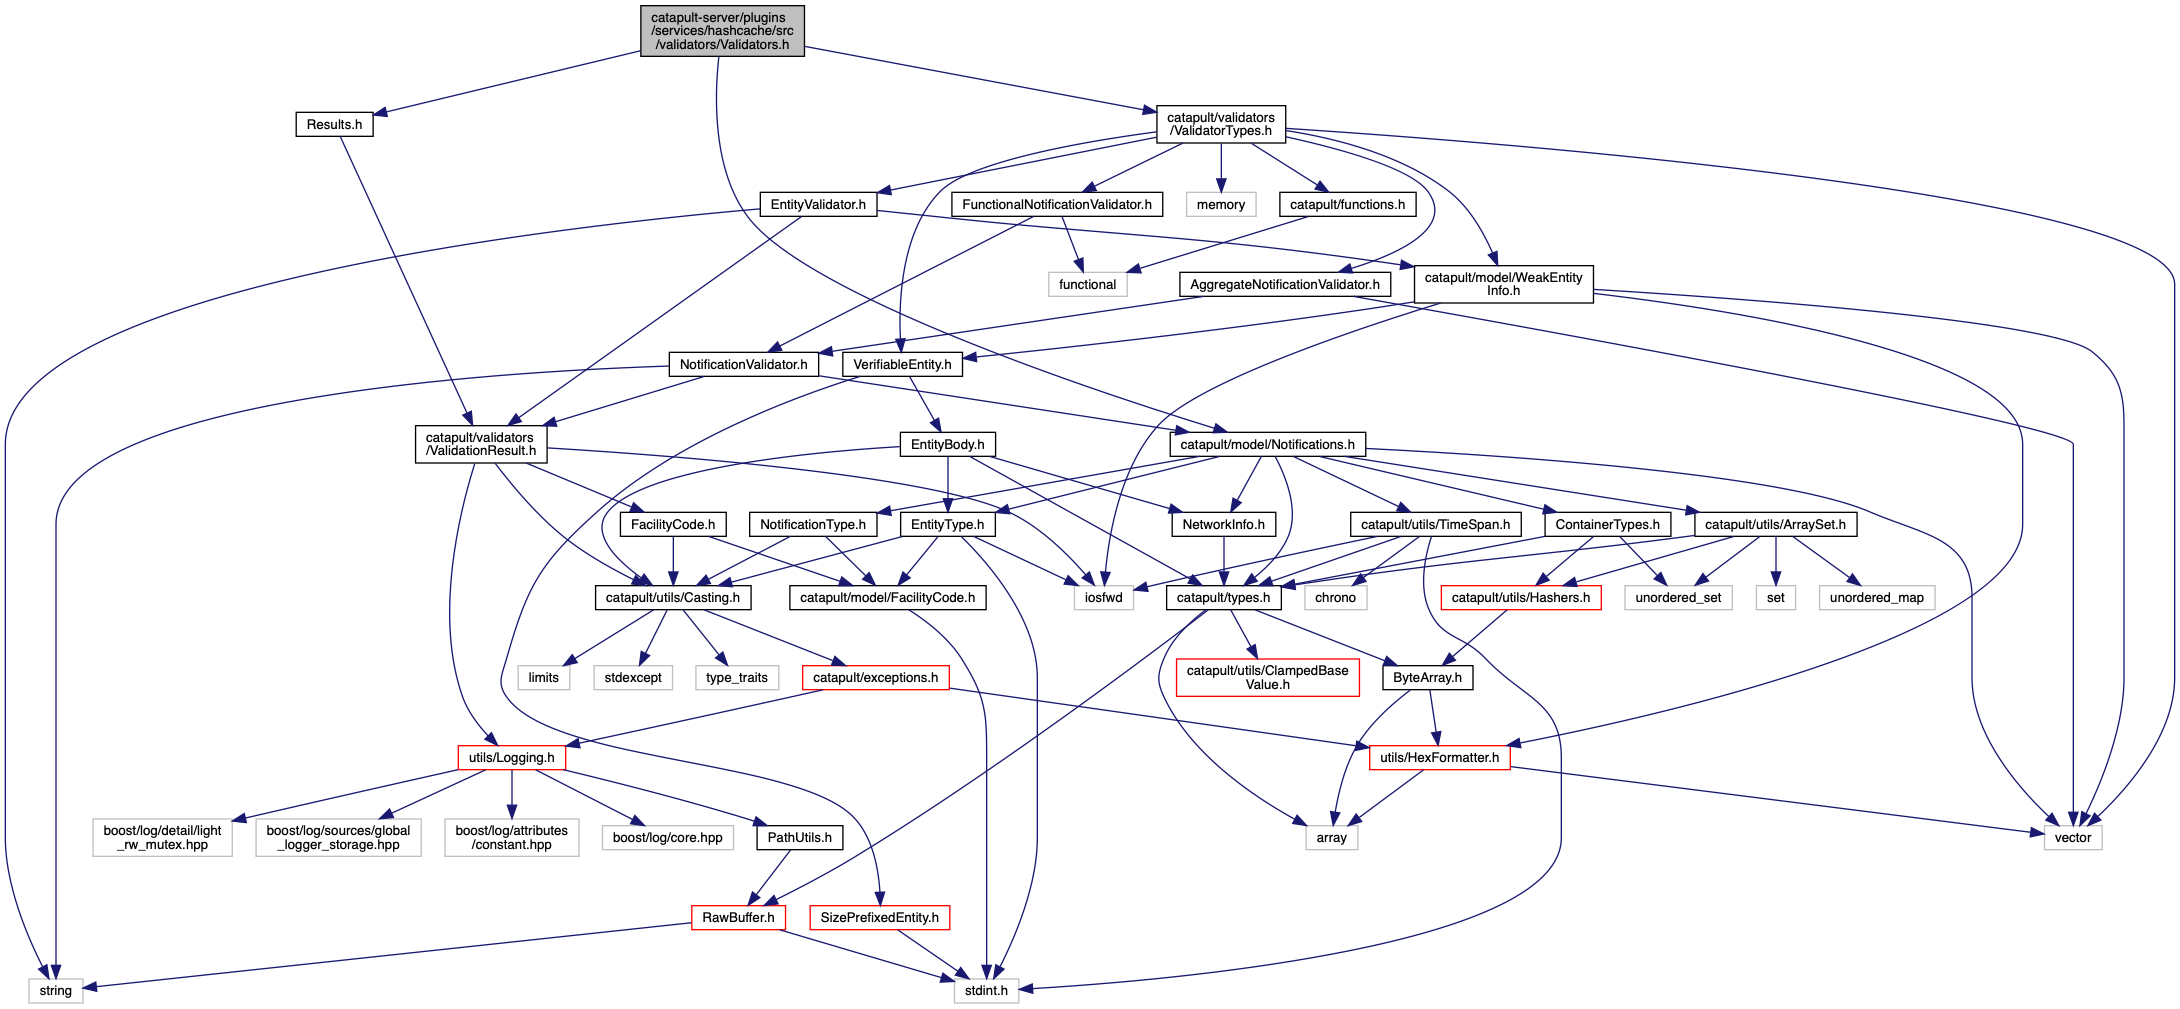 catapult-server/plugins
/services/hashcache/src
/validators/Validators.h
Results.h
catapult/validators
/ValidatorTypes.h
EntityValidator.h
FunctionalNotificationValidator.h
memory
catapult/functions.h
functional
AggregateNotificationValidator.h
catapult/model/WeakEntity
Info.h
NotificationValidator.h
VerifiableEntity.h
catapult/validators
/ValidationResult.h
EntityBody.h
catapult/model/Notifications.h
FacilityCode.h
NotificationType.h
EntityType.h
NetworkInfo.h
catapult/utils/TimeSpan.h
ContainerTypes.h
catapult/utils/ArraySet.h
catapult/utils/Casting.h
catapult/model/FacilityCode.h
iosfwd
catapult/types.h
chrono
catapult/utils/Hashers.h
unordered_set
set
unordered_map
limits
stdexcept
type_traits
catapult/exceptions.h
catapult/utils/ClampedBase
Value.h
ByteArray.h
utils/Logging.h
utils/HexFormatter.h
boost/log/detail/light
_rw_mutex.hpp
boost/log/sources/global
_logger_storage.hpp
boost/log/attributes
/constant.hpp
boost/log/core.hpp
PathUtils.h
array
vector
RawBuffer.h
SizePrefixedEntity.h
string
stdint.h